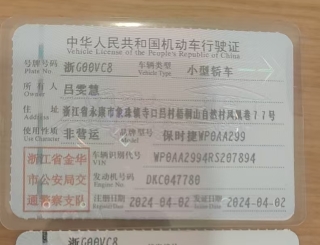 中华人民共和国机动车行驶证
Vehicle License of the People's Republic of China
号牌号码 浙G00VC8 车辆类型 小型轿车
Plate No. Vehicle Type
所有人 吕雯慧
Owner
住址 浙江省永康市象珠镇寺口吕村梧桐山自然村凤凰巷77号
Address
使用性质 非营运 品牌型号 保时捷WP0AA299
Use Character Model
浙江省金华市公安局交通警察支队
车辆识别代号 WP0AA2994RS207894
VIN
发动机号码 DKC047780
Engine No.
注册日期 2024-04-02 发证日期 2024-04-02
Register Date Issue Date
浙G00VC8